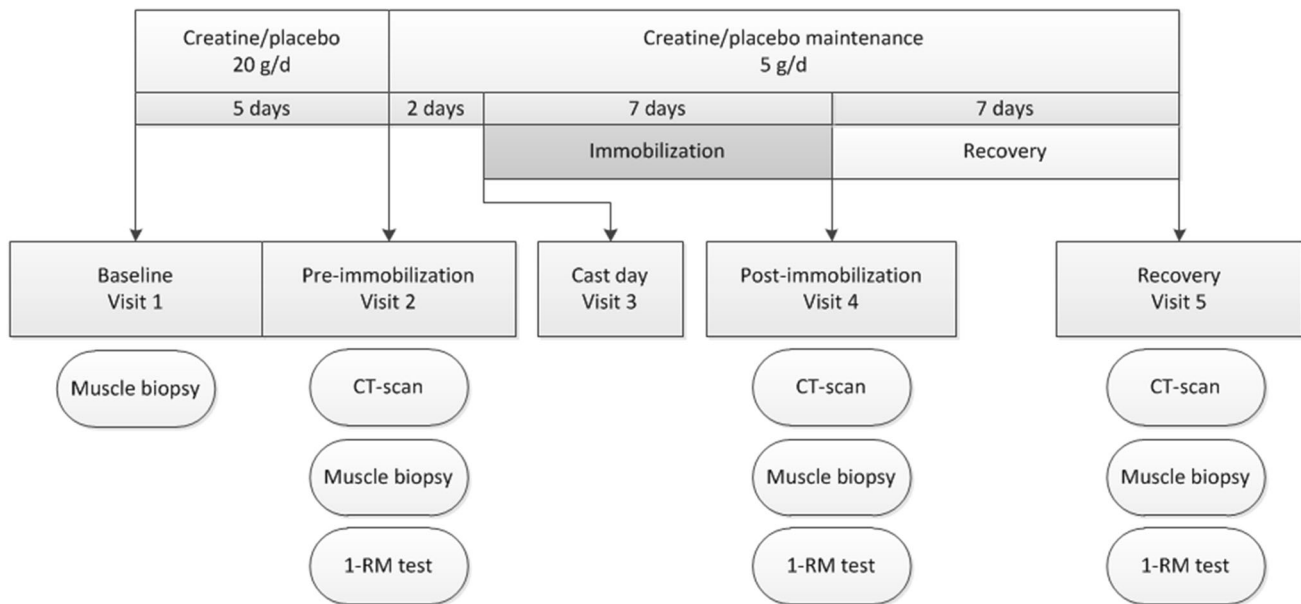 Creatine/placebo
20 g/d
Creatine/placebo maintenance
5 g/d
5 days
2 days
7 days
7 days
Immobilization
Recovery
Baseline
Visit 1
Pre-immobilization
Visit 2
Cast day
Visit 3
Post-immobilization
Visit 4
Recovery
Visit 5
Muscle biopsy
CT-scan
Muscle biopsy
1-RM test
CT-scan
Muscle biopsy
1-RM test
CT-scan
Muscle biopsy
1-RM test